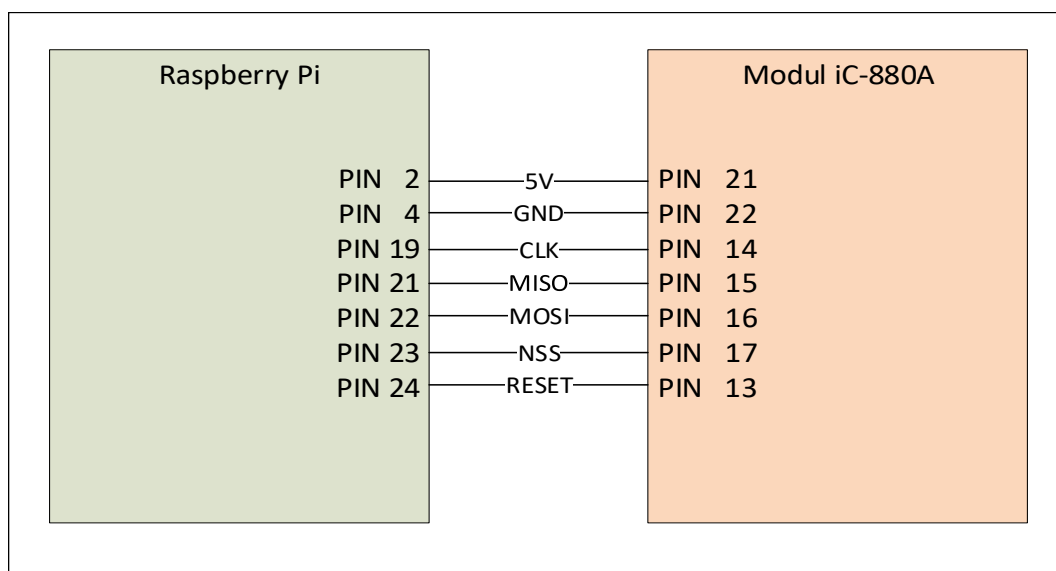 Raspberry Pi Modul iC-880A
PIN 2 5V PIN 21
PIN 4 GND PIN 22
PIN 19 CLK PIN 14
PIN 21 MISO PIN 15
PIN 22 MOSI PIN 16
PIN 23 NSS PIN 17
PIN 24 RESET PIN 13